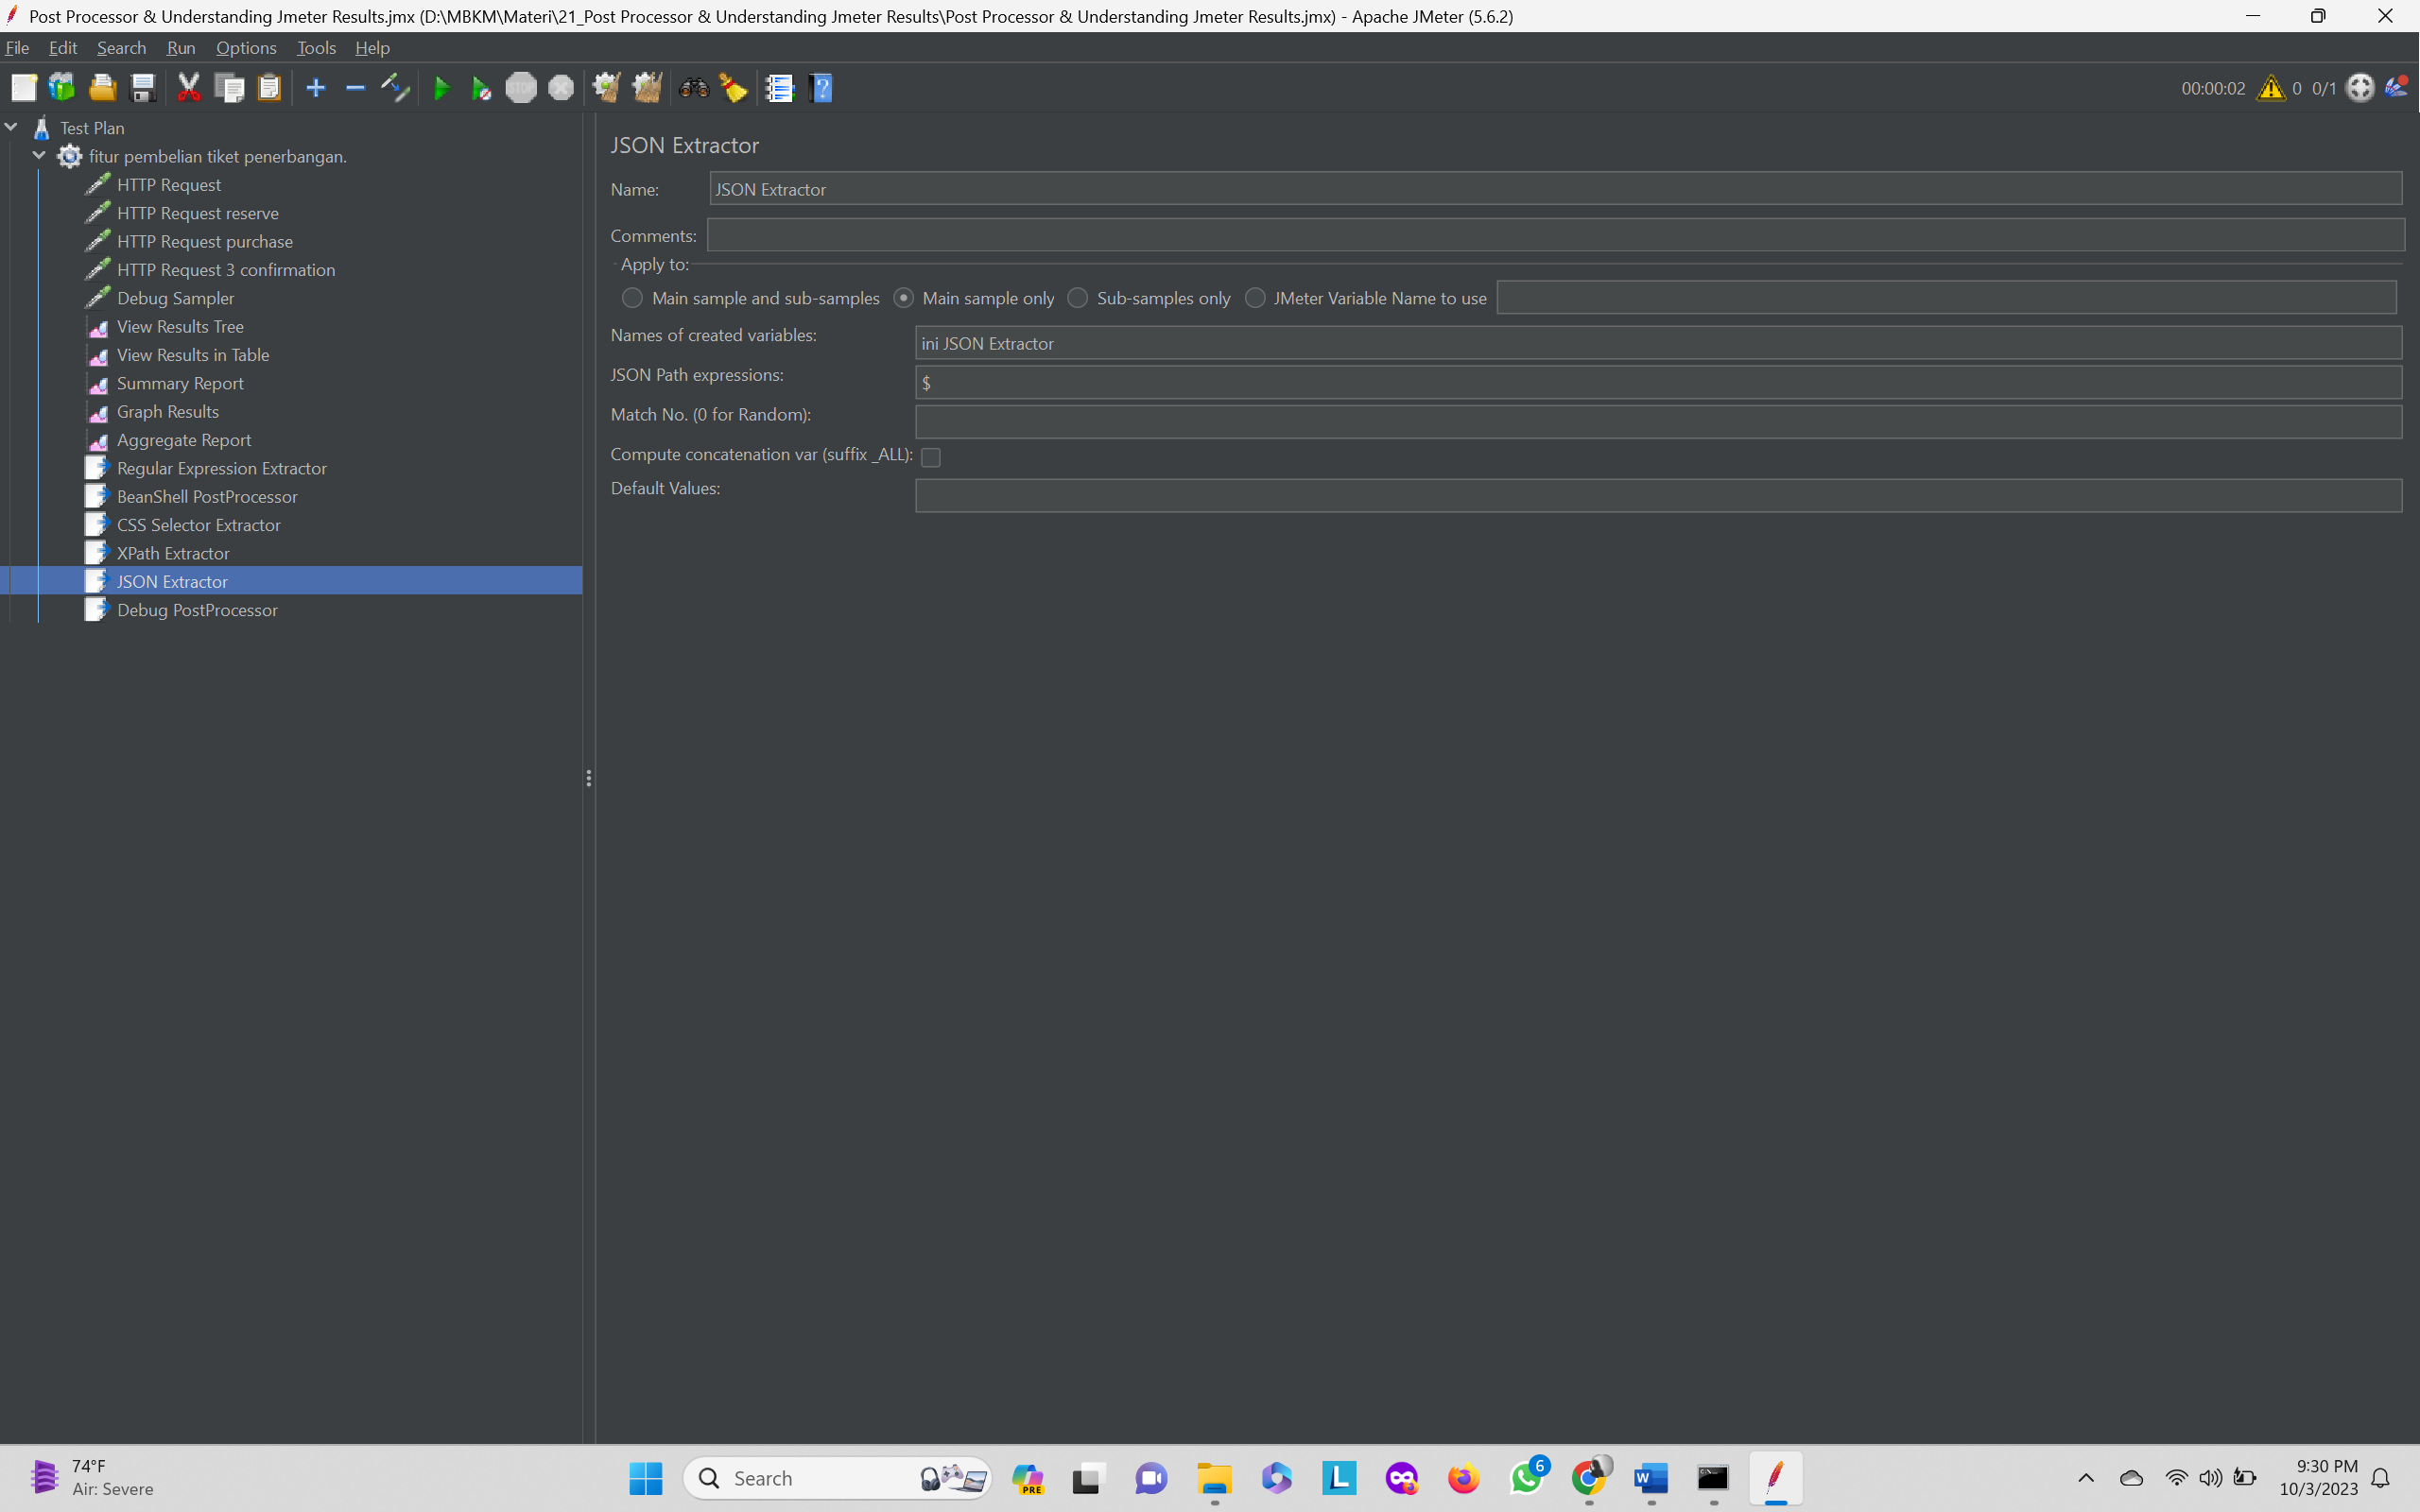 Post Processor & Understanding Jmeter Results.jmx (D:\MBKM\Materi\21_Post Processor & Understanding Jmeter Results\Post Processor & Understanding Jmeter Results.jmx) - Apache JMeter (5.6.2)
File Edit Search Run Options Tools Help
STOP
00:00:02 0 0/1
Test Plan
fitur pembelian tiket penerbangan.
HTTP Request
HTTP Request reserve
HTTP Request purchase
HTTP Request 3 confirmation
Debug Sampler
View Results Tree
View Results in Table
Summary Report
Graph Results
Aggregate Report
Regular Expression Extractor
BeanShell PostProcessor
CSS Selector Extractor
XPath Extractor
JSON Extractor
Debug PostProcessor
JSON Extractor
Name: JSON Extractor
Comments:
Apply to:
Main sample and sub-samples Main sample only Sub-samples only JMeter Variable Name to use
Names of created variables: ini JSON Extractor
JSON Path expressions: $
Match No. (0 for Random):
Compute concatenation var (suffix _ALL):
Default Values:
74°F
Air: Severe
Search
PRE
L
6
W
9:30 PM
10/3/2023